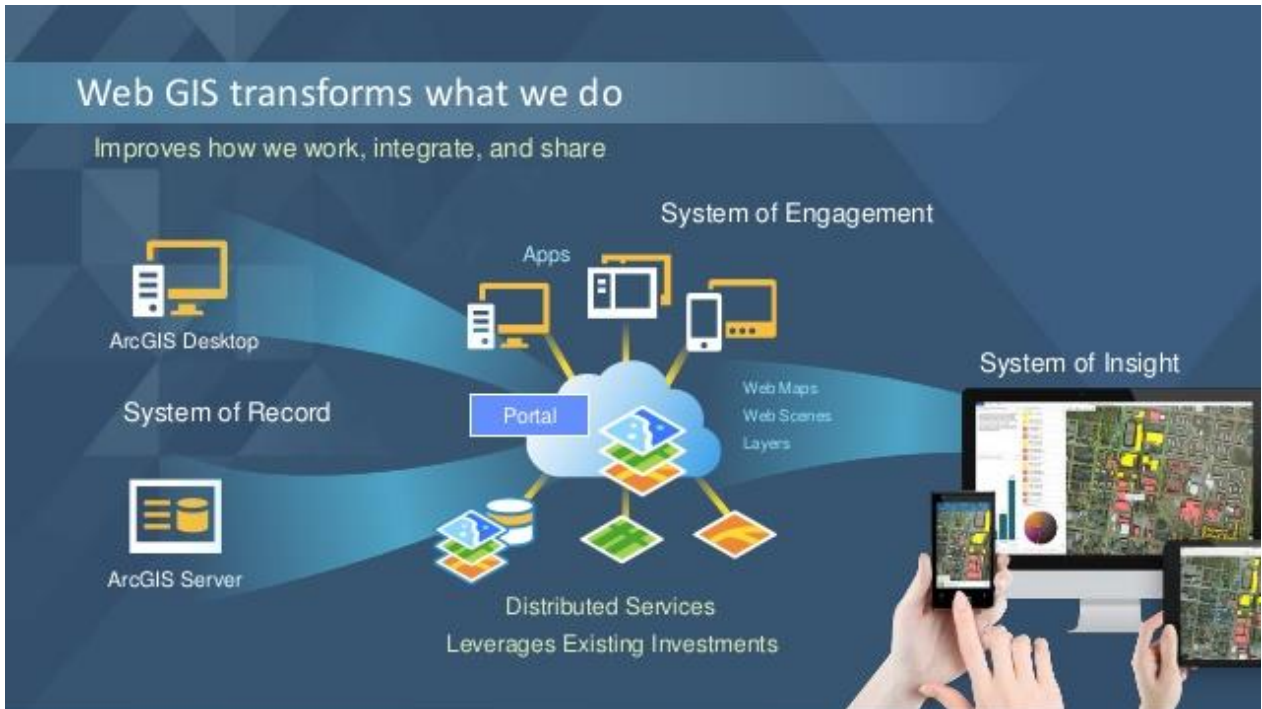 Web GIS transforms what we do
Improves how we work, integrate, and share
System of Engagement
Apps
ArcGIS Desktop
System of Record
Portal
Web Maps
Web Scenes
Layers
System of Insight
ArcGIS Server
Distributed Services
Leverages Existing Investments